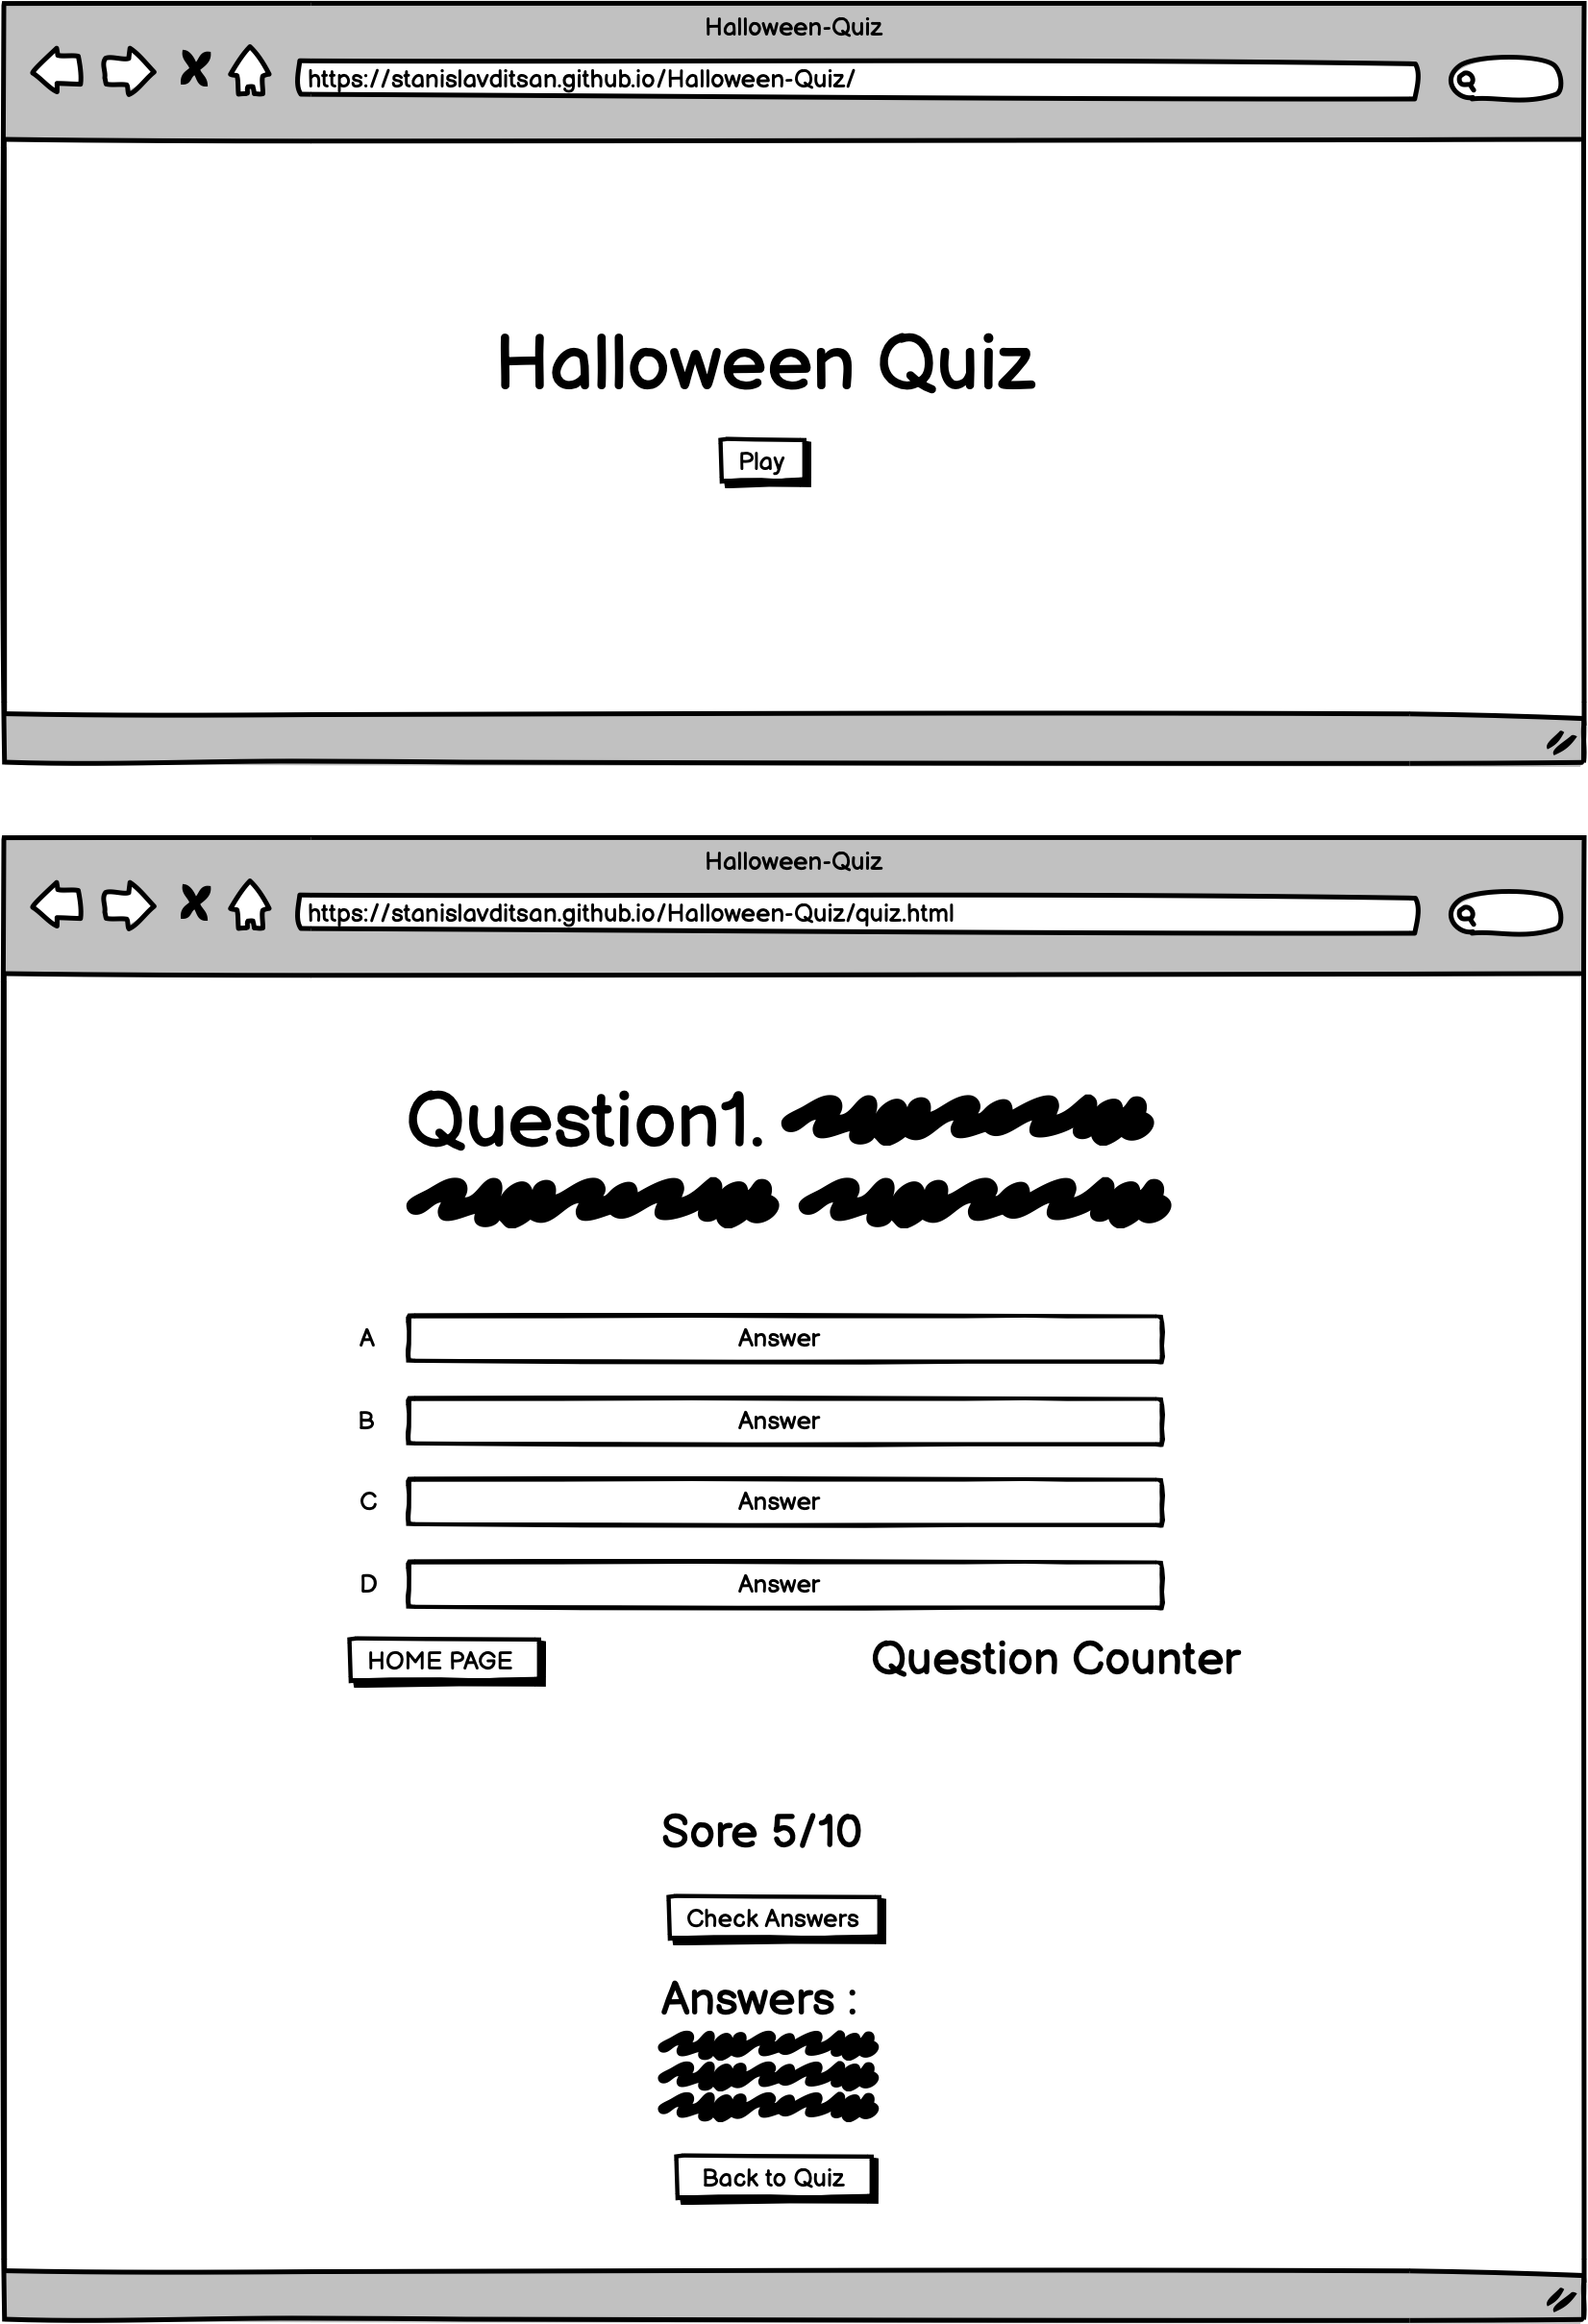 Halloween-Quiz
https://stanislavditsan.github.io/Halloween-Quiz/
Halloween Quiz
Play
Halloween-Quiz
https://stanislavditsan.github.io/Halloween-Quiz/quiz.html
Question1.
A Answer
B Answer
C Answer
D Answer
HOME PAGE Question Counter
Sore 5/10
Check Answers
Answers :
Back to Quiz